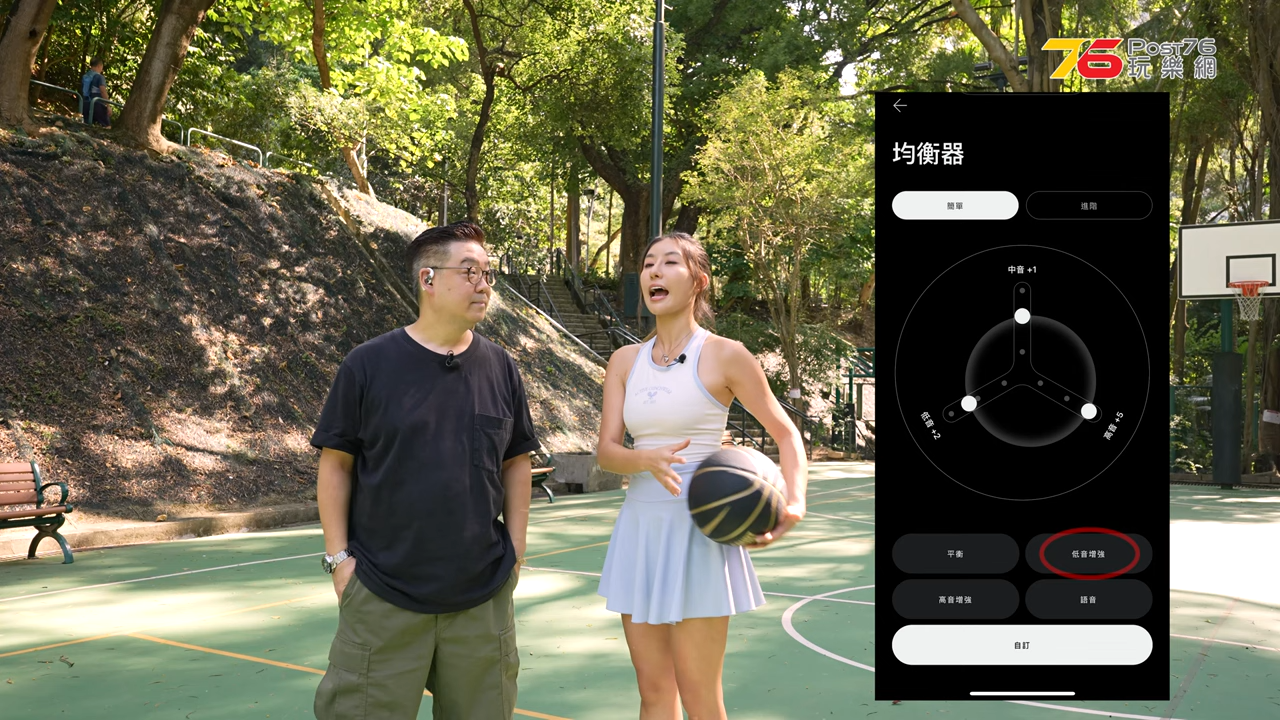 76 Post76
玩樂網
均衡器
簡單
進階
中音 +1
低音 +2
高音 +5
平衡
低音增強
高音增強
語音
自訂